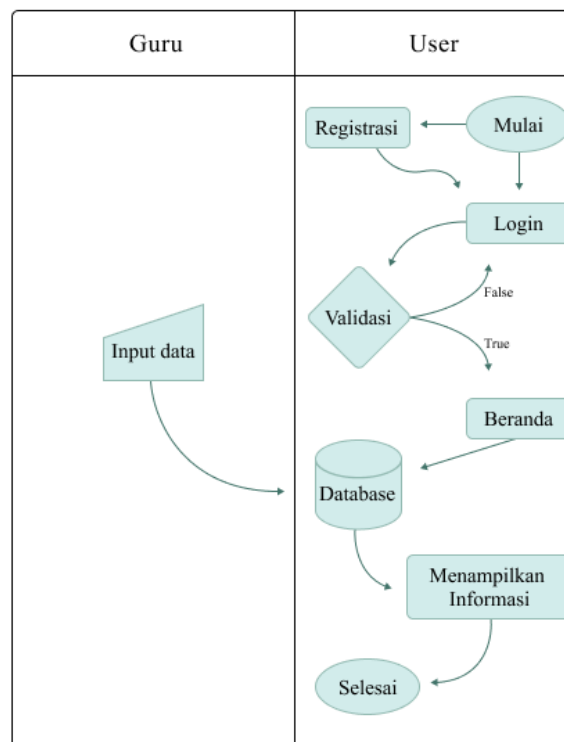 Guru
User
Registrasi
Mulai
Login
Validasi
False
True
Input data
Beranda
Database
Menampilkan
Informasi
Selesai